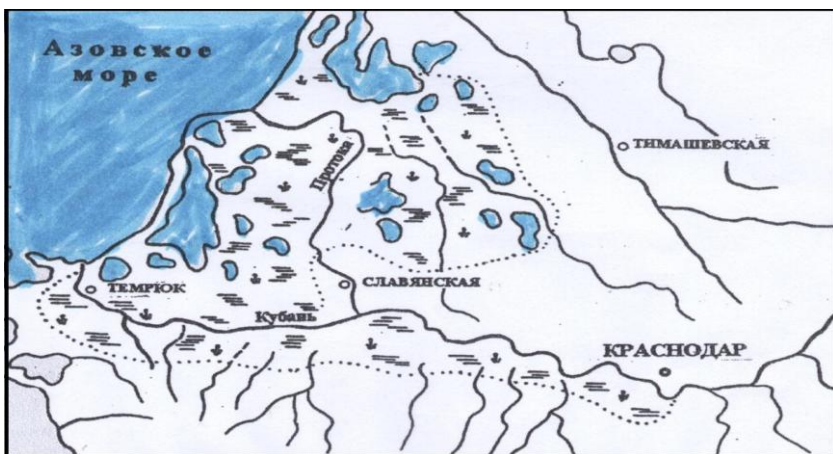 Азовское
море
Протока
ТИМАШЕВСКАЯ
ТЕМРЮК
СЛАВЯНСКАЯ
Кубань
КРАСНОДАР